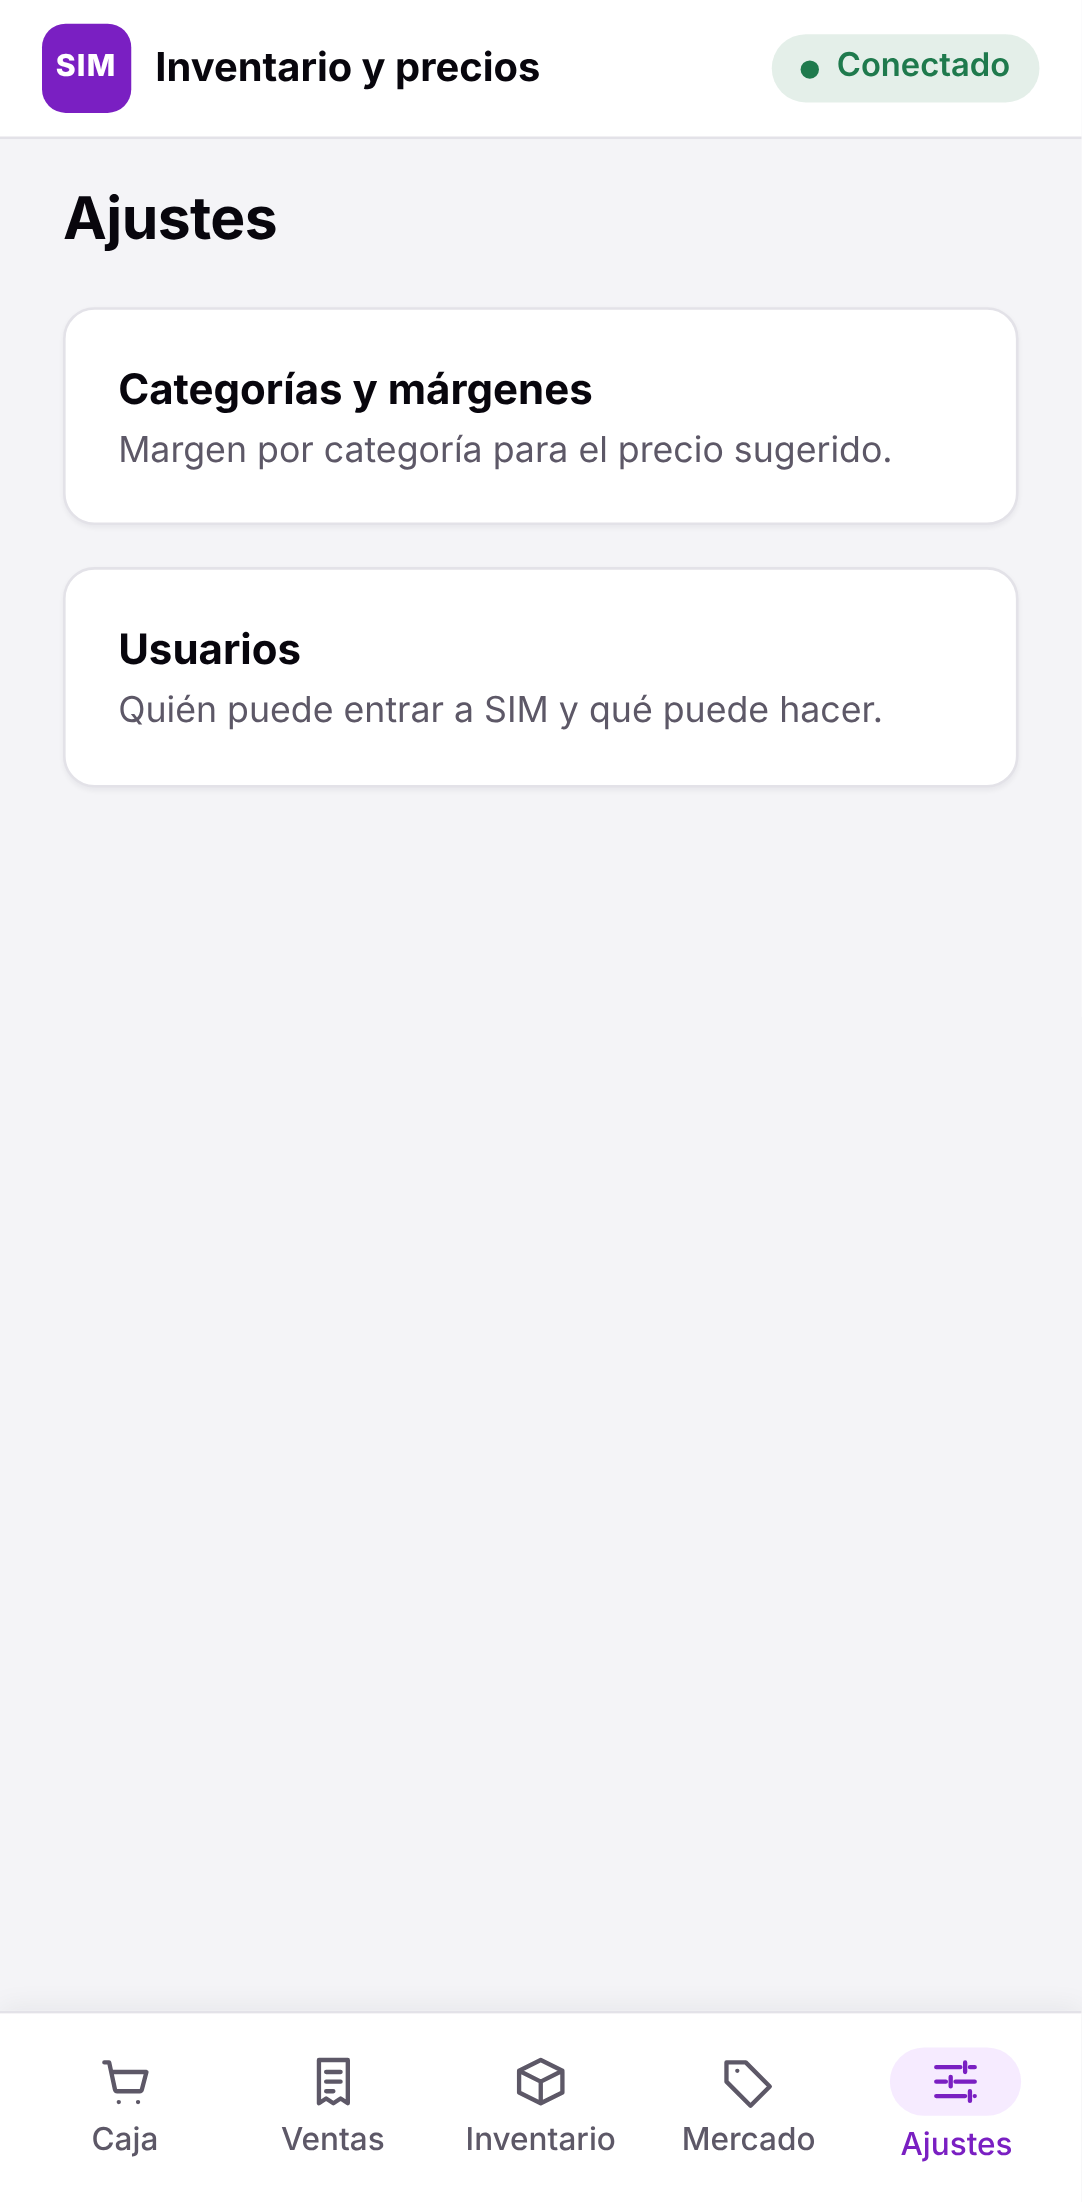 SIM
Inventario y precios
Conectado
Ajustes
Categorías y márgenes
Margen por categoría para el precio sugerido.
Usuarios
Quién puede entrar a SIM y qué puede hacer.
Caja
Ventas
Inventario
Mercado
Ajustes